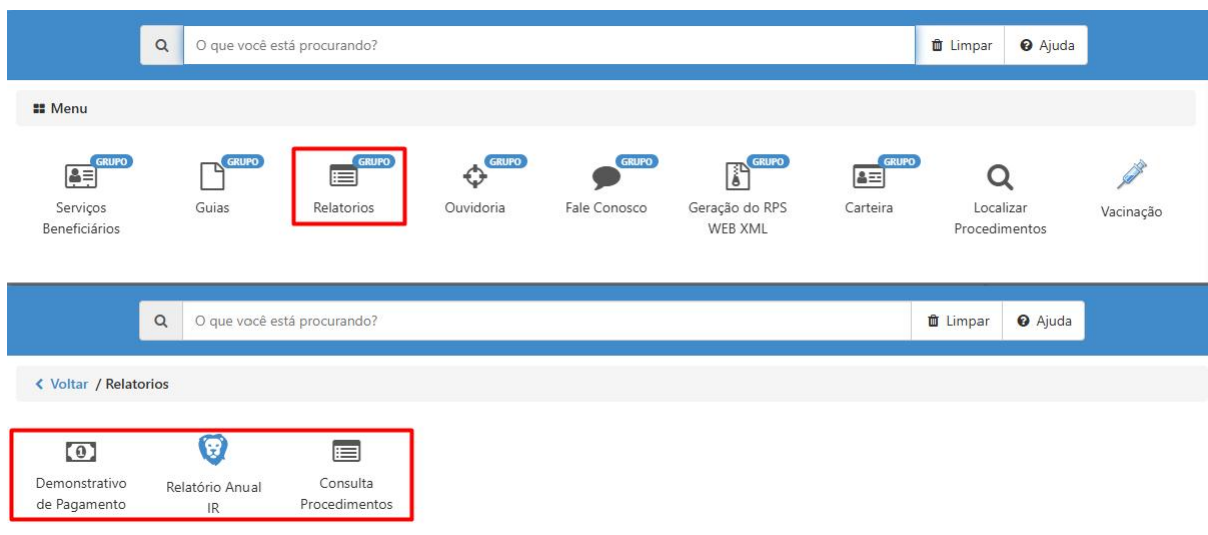 O que você está procurando? Limpar Ajuda
Menu
GRUPO GRUPO GRUPO GRUPO GRUPO GRUPO GRUPO
Serviços Guias Relatorios Ouvidoria Fale Conosco Geração do RPS Carteira Localizar Vacinação
Beneficiários WEB XML Procedimentos
O que você está procurando? Limpar Ajuda
Voltar / Relatorios
Demonstrativo Relatório Anual Consulta
de Pagamento IR Procedimentos